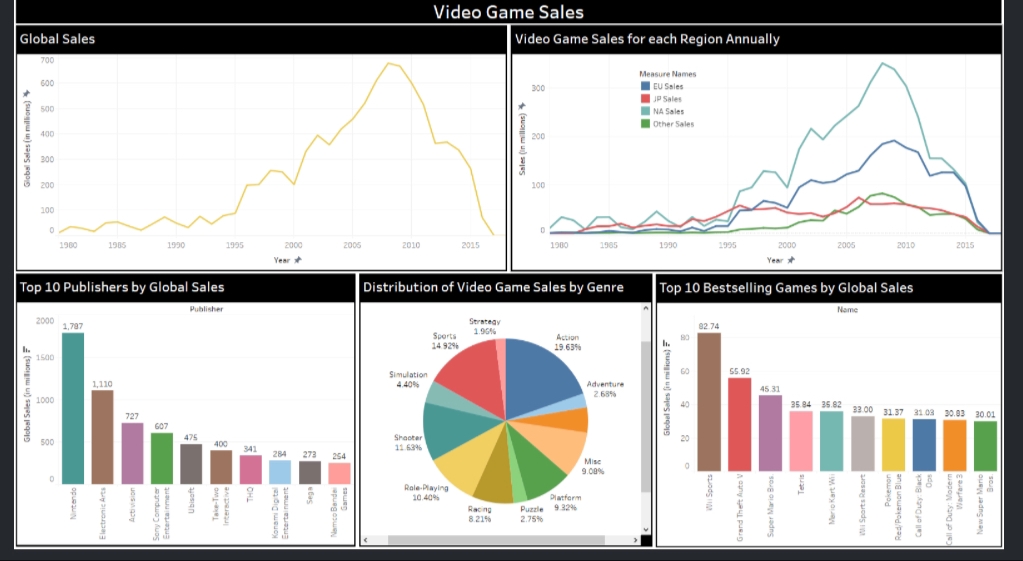 Video Game Sales
Global Sales
Global Sales (in millions)
700
600
500
400
300
200
100
0
1980
1985
1990
1995
2000
2005
2010
2015
Year
Video Game Sales for each Region Annually
Sales (in millions)
Measure Names
EU Sales
JP Sales
NA Sales
Other Sales
300
200
100
0
1980
1985
1990
1995
2000
2005
2010
2015
Year
Top 10 Publishers by Global Sales
Publisher
Global Sales (in millions)
2000
1,500
1000
500
0
1,787
1,110
727
607
475
400
341
284
273
254
Nintendo
Electronic Arts
Activision
Sony Computer
Entertainment
Ubisoft
Take-Two
Interactive
THQ
Konami Digital
Entertainment
Sega
Namco Bandai
Games
Distribution of Video Game Sales by Genre
Strategy
1.96%
Sports
14.92%
Action
19.63%
Simulation
4.40%
Adventure
2.68%
Shooter
11.63%
Misc
9.08%
Role-Playing
10.40%
Platform
9.32%
Racing
8.21%
Puzzle
2.75%
Top 10 Bestselling Games by Global Sales
Name
Global Sales (in millions)
80
60
40
20
0
82.74
55.92
45.31
35.84
35.82
33.00
31.37
31.03
30.83
30.01
Wii Sports
Grand Theft Auto V
Super Mario Bros.
Tetris
Mario Kart Wii
Wii Sports Resort
Pokemon
Red/Pokemon Blue
Call of Duty: Black
Ops
Call of Duty: Modern
Warfare 3
New Super Mario
Bros.